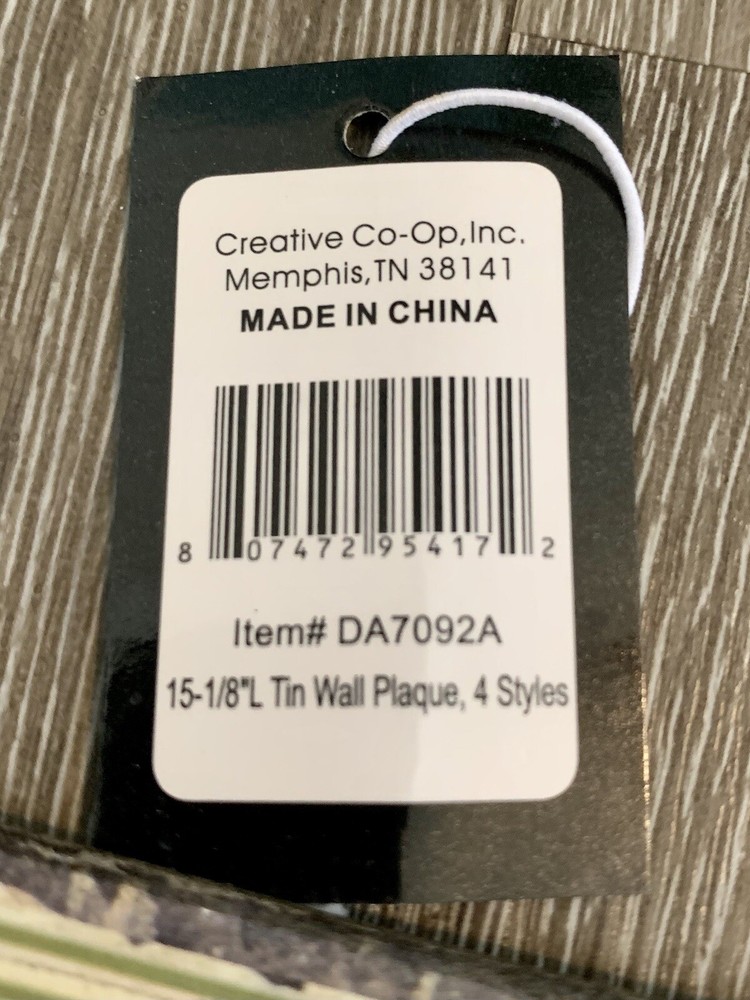 Creative Co-Op,Inc.
Memphis,TN 38141
MADE IN CHINA
8 07472 95417 2
Item# DA7092A
15-1/8"L Tin Wall Plaque, 4 Styles